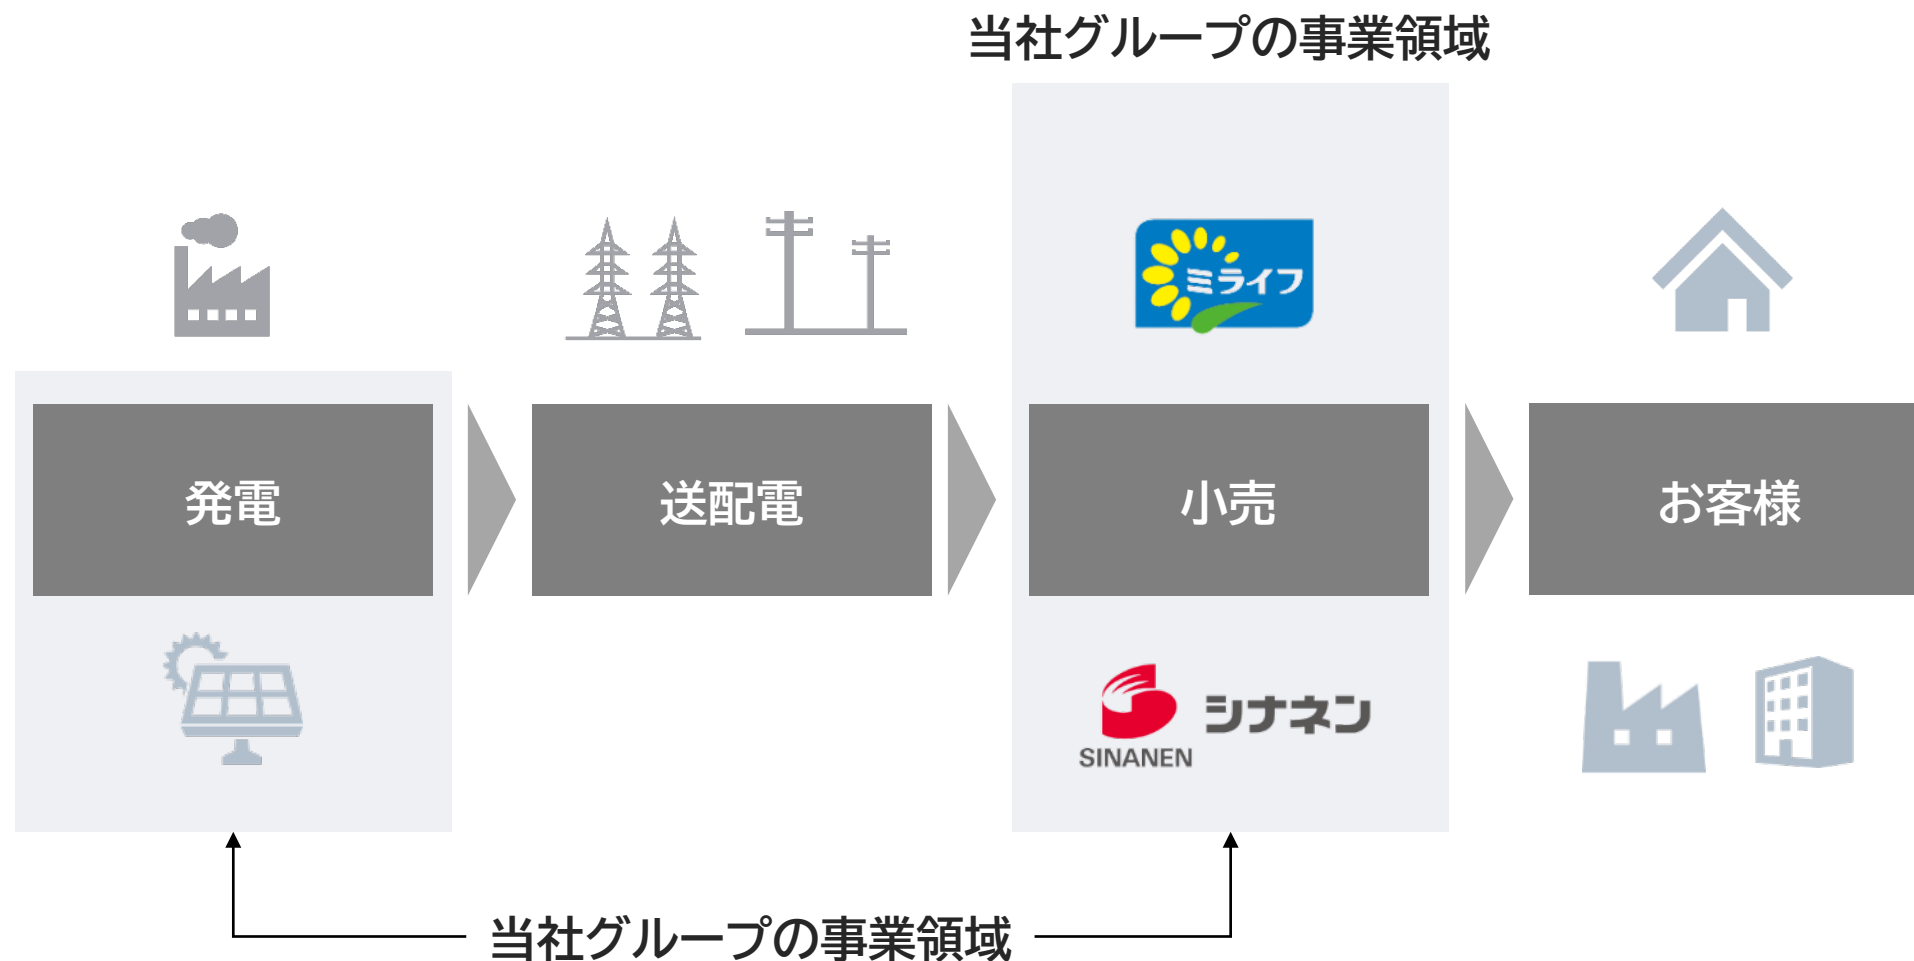 当社グループの事業領域
ミライフ
発電
送配電
小売
お客様
SINANEN
シナネン
当社グループの事業領域